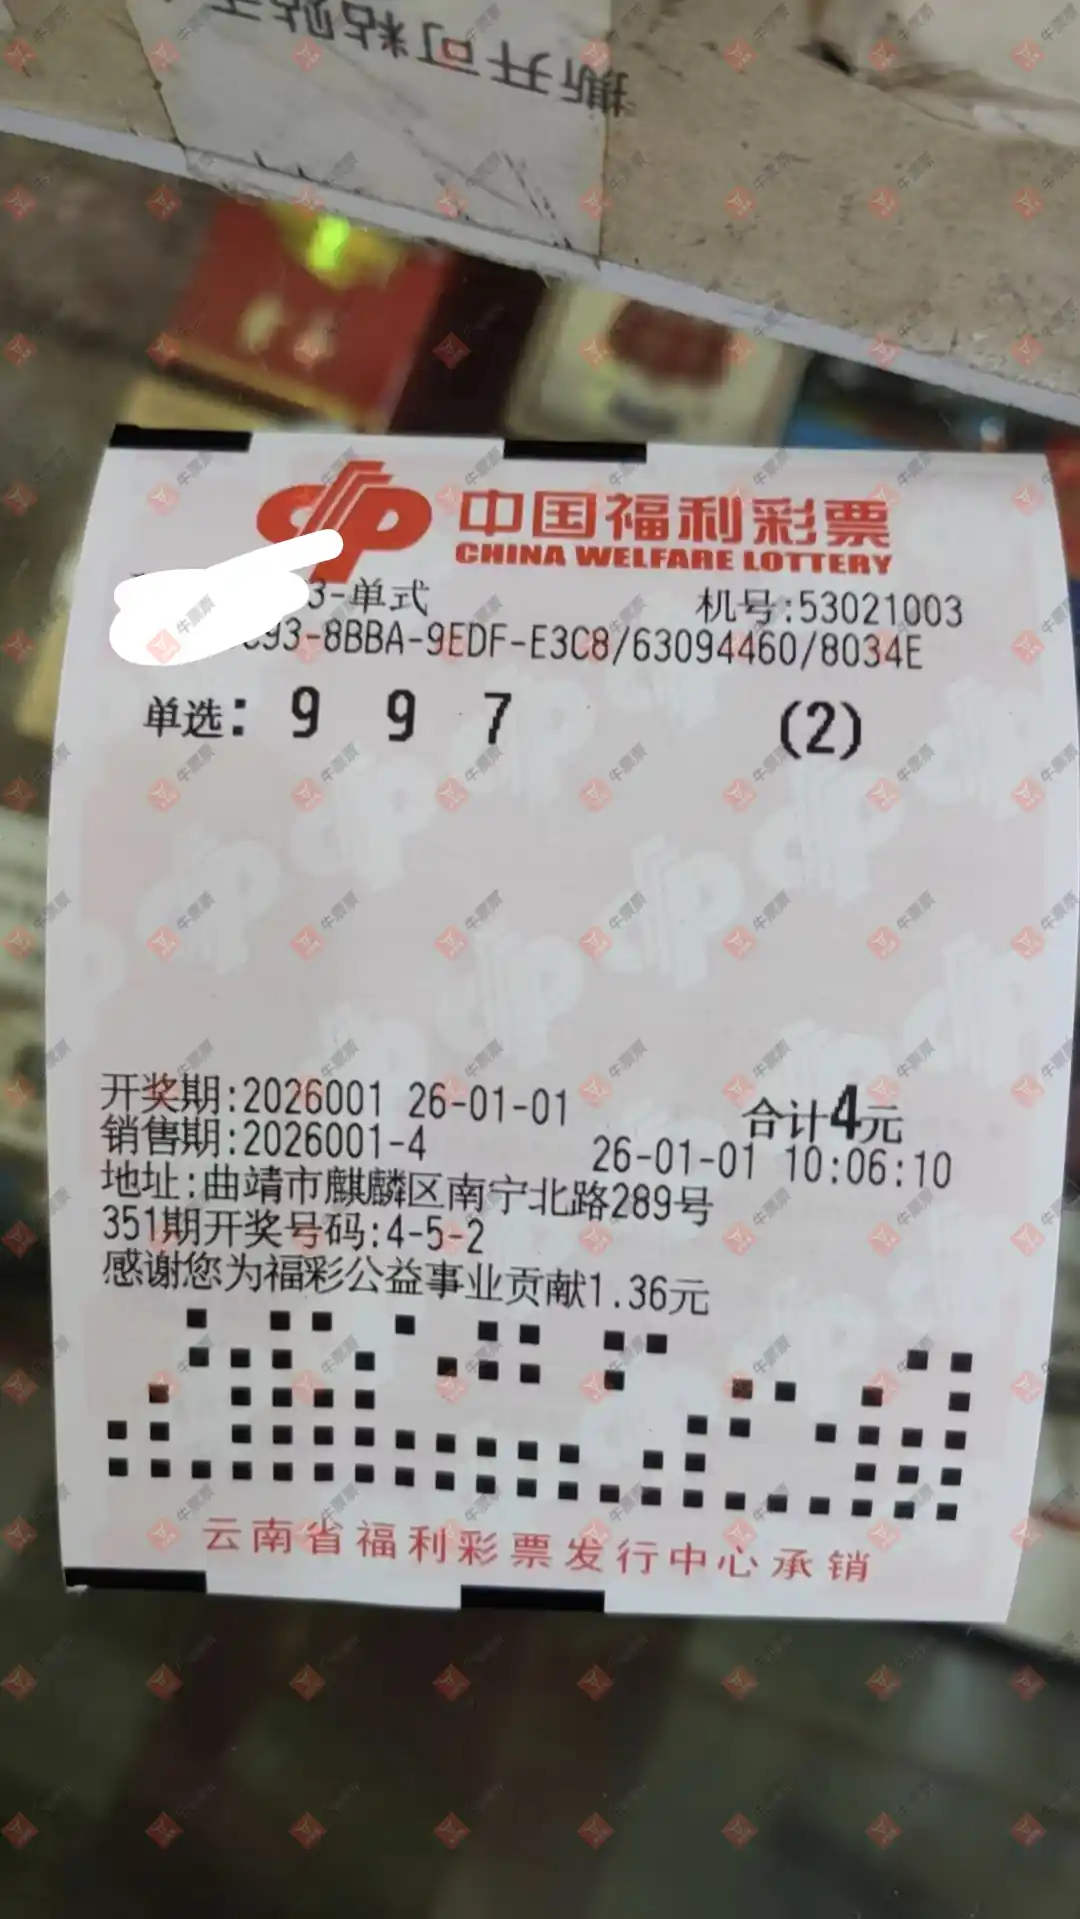 撕开可粘贴
中国福利彩票
CHINA WELFARE LOTTERY
3-单式 机号:53021003
93-8BBA-9EDF-E3C8/63094460/8034E
单选: 9 9 7 (2)
开奖期:2026001 26-01-01 合计4元
销售期:2026001-4 26-01-01 10:06:10
地址:曲靖市麒麟区南宁北路289号
351期开奖号码:4-5-2
感谢您为福彩公益事业贡献1.36元
云南省福利彩票发行中心承销